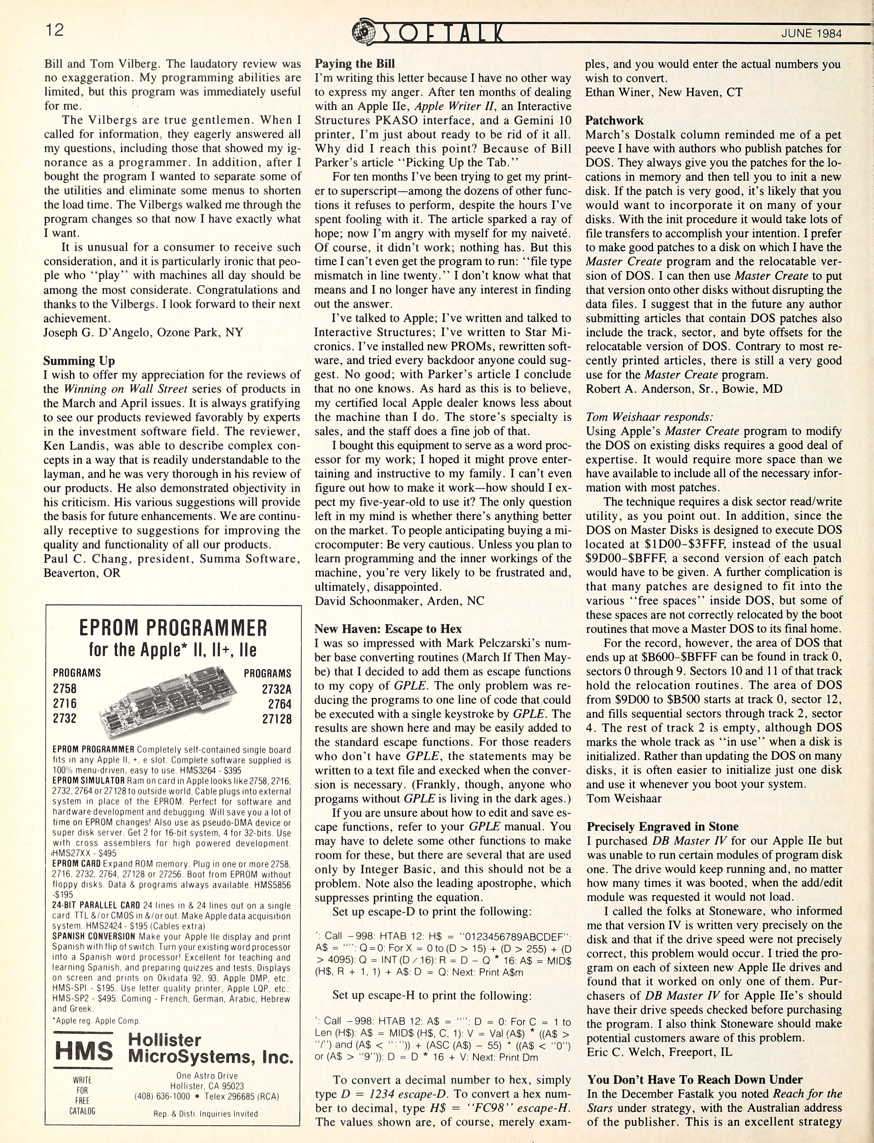 12
SOFTALK
JUNE 1984
Bill and Tom Vilberg. The laudatory review was
no exaggeration. My programming abilities are
limited, but this program was immediately useful
for me.
The Vilbergs are true gentlemen. When I
called for information, they eagerly answered all
my questions, including those that showed my ig-
norance as a programmer. In addition, after I
bought the program I wanted to separate some of
the utilities and eliminate some menus to shorten
the load time. The Vilbergs walked me through the
program changes so that now I have exactly what
I want.
It is unusual for a consumer to receive such
consideration, and it is particularly ironic that peo-
ple who “play” with machines all day should be
among the most considerate. Congratulations and
thanks to the Vilbergs. I look forward to their next
achievement.
Joseph G. D’Angelo, Ozone Park, NY
Summing Up
I wish to offer my appreciation for the reviews of
the Winning on Wall Street series of products in
the March and April issues. It is always gratifying
to see our products reviewed favorably by experts
in the investment software field. The reviewer,
Ken Landis, was able to describe complex con-
cepts in a way that is readily understandable to the
layman, and he was very thorough in his review of
our products. He also demonstrated objectivity in
his criticism. His various suggestions will provide
the basis for future enhancements. We are continu-
ally receptive to suggestions for improving the
quality and functionality of all our products.
Paul C. Chang, president, Summa Software,
Beaverton, OR
EPROM PROGRAMMER
for the Apple* II, II+, IIe
PROGRAMS PROGRAMS
2758 2732A
2716 2764
2732 27128
EPROM PROGRAMMER Completely self-contained single board
fits in any Apple II, +, e slot. Complete software supplied is
100% menu-driven, easy to use. HMS3264 - $395
EPROM SIMULATOR Ram on card in Apple looks like 2758, 2716,
2732, 2764 or 27128 to outside world. Cable plugs into external
system in place of the EPROM. Perfect for software and
hardware development and debugging. Will save you a lot of
time on EPROM changes! Also use as pseudo-DMA device or
super disk server. Get 2 for 16-bit system, 4 for 32-bits. Use
with cross assemblers for high powered development.
HMS27XX - $495
EPROM CARD Expand ROM memory. Plug in one or more 2758,
2716, 2732, 2764, 27128 or 27256. Boot from EPROM without
floppy disks. Data & programs always available. HMS5856
-$195
24-BIT PARALLEL CARD 24 lines in & 24 lines out on a single
card. TTL &/or CMOS in &/or out. Make Apple data acquisition
system. HMS2424 - $195 (Cables extra)
SPANISH CONVERSION Make your Apple IIe display and print
Spanish with flip of switch. Turn your existing word processor
into a Spanish word processor! Excellent for teaching and
learning Spanish, and preparing quizzes and tests. Displays
on screen and prints on Okidata 92, 93, Apple DMP, etc.:
HMS-SPI - $195. Use letter quality printer, Apple LQP, etc.:
HMS-SP2 - $495. Coming - French, German, Arabic, Hebrew
and Greek.
*Apple reg. Apple Comp.
HMS Hollister
MicroSystems, Inc.
WRITE
FOR
FREE
CATALOG
One Astro Drive
Hollister, CA 95023
(408) 636-1000 • Telex 296685 (RCA)
Rep. & Disti. Inquiries Invited
Paying the Bill
I’m writing this letter because I have no other way
to express my anger. After ten months of dealing
with an Apple IIe, Apple Writer II, an Interactive
Structures PKASO interface, and a Gemini 10
printer, I’m just about ready to be rid of it all.
Why did I reach this point? Because of Bill
Parker’s article “Picking Up the Tab.”
For ten months I’ve been trying to get my print-
er to superscript—among the dozens of other func-
tions it refuses to perform, despite the hours I’ve
spent fooling with it. The article sparked a ray of
hope; now I’m angry with myself for my naiveté.
Of course, it didn’t work; nothing has. But this
time I can’t even get the program to run: “file type
mismatch in line twenty.” I don’t know what that
means and I no longer have any interest in finding
out the answer.
I’ve talked to Apple; I’ve written and talked to
Interactive Structures; I’ve written to Star Mi-
cronics. I’ve installed new PROMs, rewritten soft-
ware, and tried every backdoor anyone could sug-
gest. No good; with Parker’s article I conclude
that no one knows. As hard as this is to believe,
my certified local Apple dealer knows less about
the machine than I do. The store’s specialty is
sales, and the staff does a fine job of that.
I bought this equipment to serve as a word proc-
essor for my work; I hoped it might prove enter-
taining and instructive to my family. I can’t even
figure out how to make it work—how should I ex-
pect my five-year-old to use it? The only question
left in my mind is whether there’s anything better
on the market. To people anticipating buying a mi-
crocomputer: Be very cautious. Unless you plan to
learn programming and the inner workings of the
machine, you’re very likely to be frustrated and,
ultimately, disappointed.
David Schoonmaker, Arden, NC
New Haven: Escape to Hex
I was so impressed with Mark Pelczarski’s num-
ber base converting routines (March If Then May-
be) that I decided to add them as escape functions
to my copy of GPLE. The only problem was re-
ducing the programs to one line of code that could
be executed with a single keystroke by GPLE. The
results are shown here and may be easily added to
the standard escape functions. For those readers
who don’t have GPLE, the statements may be
written to a text file and execked when the conver-
sion is necessary. (Frankly, though, anyone who
progams without GPLE is living in the dark ages.)
If you are unsure about how to edit and save es-
cape functions, refer to your GPLE manual. You
may have to delete some other functions to make
room for these, but there are several that are used
only by Integer Basic, and this should not be a
problem. Note also the leading apostrophe, which
suppresses printing the equation.
Set up escape-D to print the following:
': Call −998: HTAB 12: H$ = "0123456789ABCDEF":
A$ = "": Q=0: For X = 0 to (D > 15) + (D > 255) + (D
> 4095): Q = INT (D / 16): R = D − Q * 16: A$ = MID$
(H$, R + 1, 1) + A$: D = Q: Next: Print A$m
Set up escape-H to print the following:
': Call −998: HTAB 12: A$ = "": D = 0: For C = 1 to
Len (H$): A$ = MID$ (H$, C, 1): V = Val (A$) * ((A$ >
"/") and (A$ < ":")) + (ASC (A$) − 55) * ((A$ < "0")
or (A$ > "9")): D = D * 16 + V: Next: Print Dm
To convert a decimal number to hex, simply
type D = 1234 escape-D. To convert a hex num-
ber to decimal, type H$ = “FC98” escape-H.
The values shown are, of course, merely exam-
ples, and you would enter the actual numbers you
wish to convert.
Ethan Winer, New Haven, CT
Patchwork
March’s Dostalk column reminded me of a pet
peeve I have with authors who publish patches for
DOS. They always give you the patches for the lo-
cations in memory and then tell you to init a new
disk. If the patch is very good, it’s likely that you
would want to incorporate it on many of your
disks. With the init procedure it would take lots of
file transfers to accomplish your intention. I prefer
to make good patches to a disk on which I have the
Master Create program and the relocatable ver-
sion of DOS. I can then use Master Create to put
that version onto other disks without disrupting the
data files. I suggest that in the future any author
submitting articles that contain DOS patches also
include the track, sector, and byte offsets for the
relocatable version of DOS. Contrary to most re-
cently printed articles, there is still a very good
use for the Master Create program.
Robert A. Anderson, Sr., Bowie, MD
Tom Weishaar responds:
Using Apple’s Master Create program to modify
the DOS on existing disks requires a good deal of
expertise. It would require more space than we
have available to include all of the necessary infor-
mation with most patches.
The technique requires a disk sector read/write
utility, as you point out. In addition, since the
DOS on Master Disks is designed to execute DOS
located at $1D00–$3FFF, instead of the usual
$9D00–$BFFF, a second version of each patch
would have to be given. A further complication is
that many patches are designed to fit into the
various “free spaces” inside DOS, but some of
these spaces are not correctly relocated by the boot
routines that move a Master DOS to its final home.
For the record, however, the area of DOS that
ends up at $B600–$BFFF can be found in track 0,
sectors 0 through 9. Sectors 10 and 11 of that track
hold the relocation routines. The area of DOS
from $9D00 to $B500 starts at track 0, sector 12,
and fills sequential sectors through track 2, sector
4. The rest of track 2 is empty, although DOS
marks the whole track as “in use” when a disk is
initialized. Rather than updating the DOS on many
disks, it is often easier to initialize just one disk
and use it whenever you boot your system.
Tom Weishaar
Precisely Engraved in Stone
I purchased DB Master IV for our Apple IIe but
was unable to run certain modules of program disk
one. The drive would keep running and, no matter
how many times it was booted, when the add/edit
module was requested it would not load.
I called the folks at Stoneware, who informed
me that version IV is written very precisely on the
disk and that if the drive speed were not precisely
correct, this problem would occur. I tried the pro-
gram on each of sixteen new Apple IIe drives and
found that it worked on only one of them. Pur-
chasers of DB Master IV for Apple IIe’s should
have their drive speeds checked before purchasing
the program. I also think Stoneware should make
potential customers aware of this problem.
Eric C. Welch, Freeport, IL
You Don’t Have To Reach Down Under
In the December Fastalk you noted Reach for the
Stars under strategy, with the Australian address
of the publisher. This is an excellent strategy